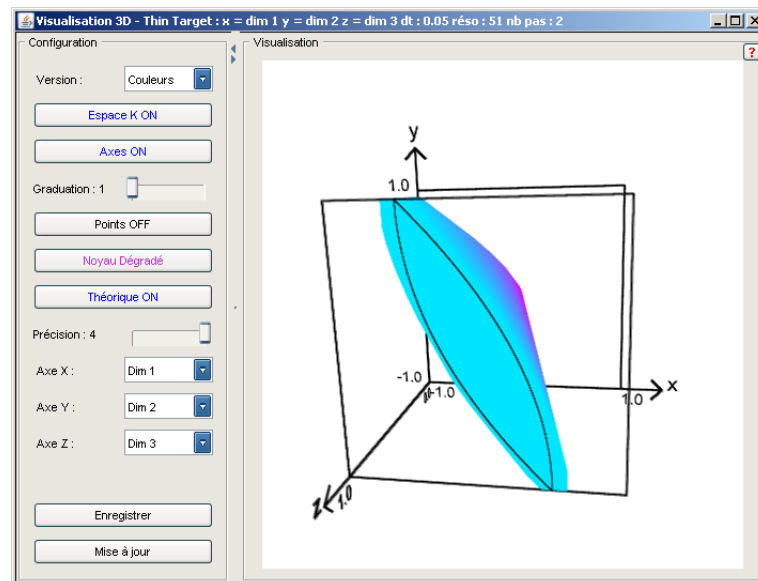 Visualisation 3D - Thin Target : x = dim 1 y = dim 2 z = dim 3 dt : 0.05 réso : 51 nb pas : 2
Configuration
Version : Couleurs
Espace K ON
Axes ON
Graduation : 1
Points OFF
Noyau Dégradé
Théorique ON
Précision : 4
Axe X : Dim 1
Axe Y : Dim 2
Axe Z : Dim 3
Enregistrer
Mise à jour
Visualisation
?
y
1.0
-1.0
-1.0
1.0
x
z
1.0